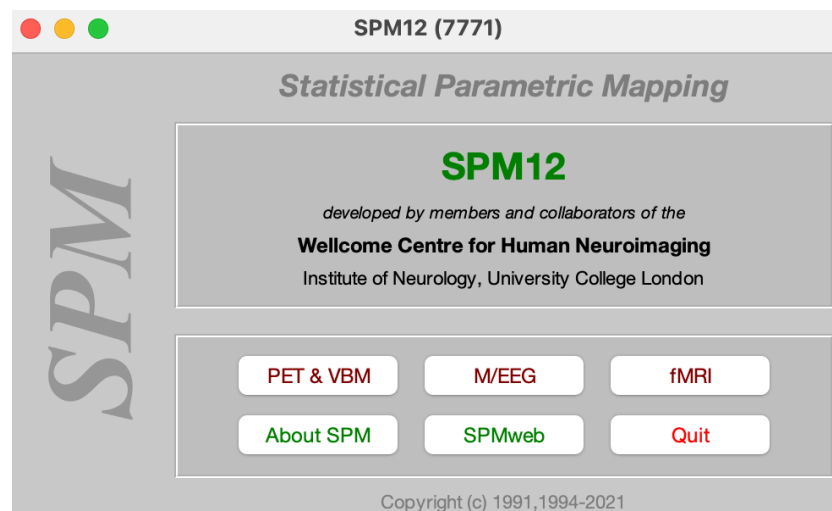 SPM12 (7771)
Statistical Parametric Mapping
SPM
SPM12
developed by members and collaborators of the
Wellcome Centre for Human Neuroimaging
Institute of Neurology, University College London
PET & VBM M/EEG fMRI
About SPM SPMweb Quit
Copyright (c) 1991,1994-2021